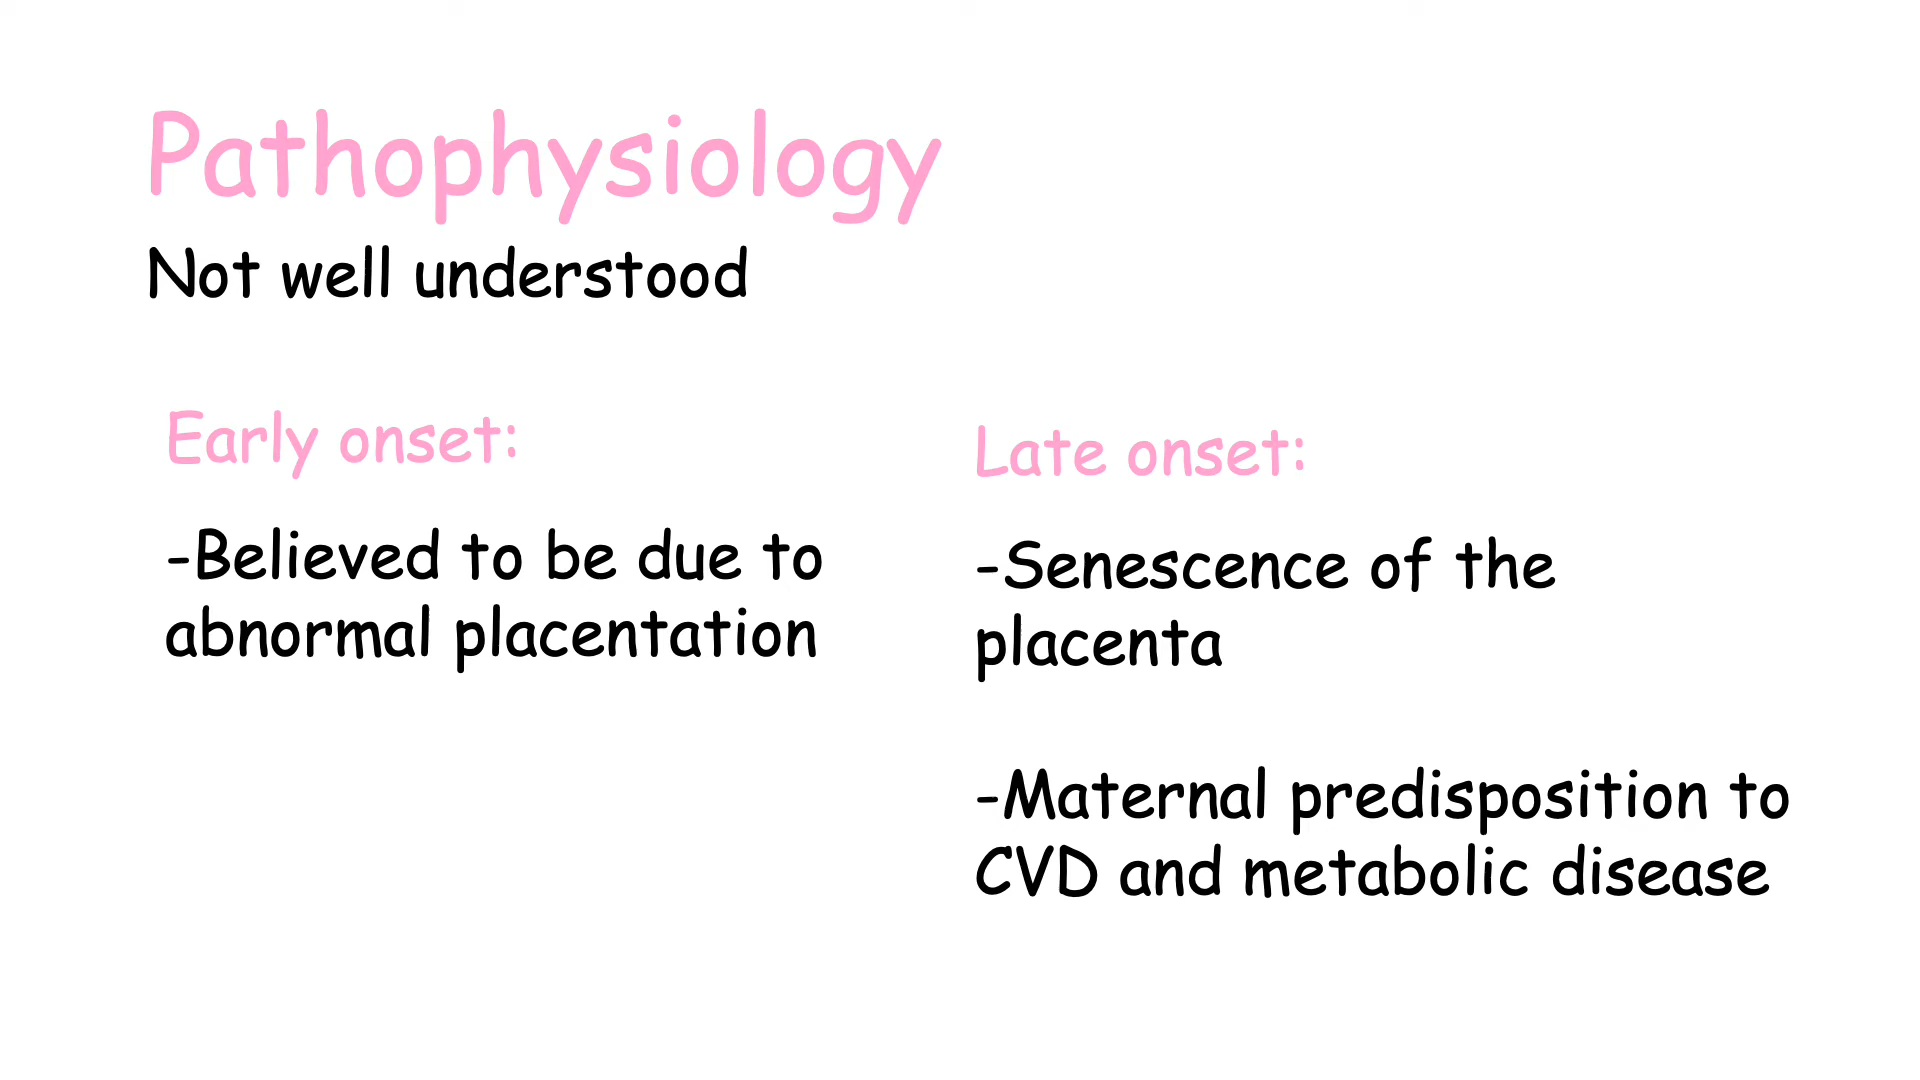 Pathophysiology
Not well understood
Early onset:
-Believed to be due to
abnormal placentation
Late onset:
-Senescence of the
placenta
-Maternal predisposition to
CVD and metabolic disease